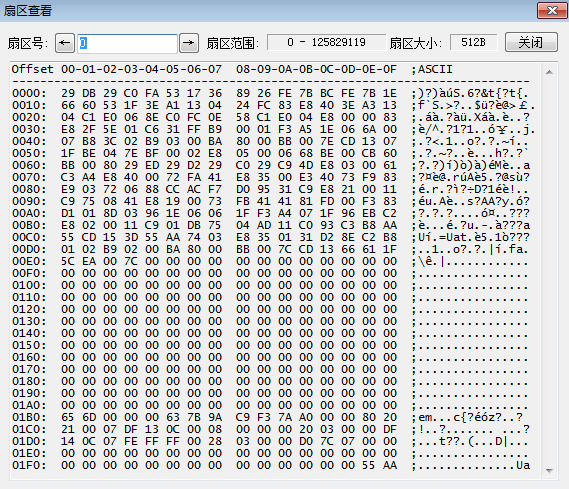 扇区查看
扇区号: ← 0 → 扇区范围: 0 - 125829119 扇区大小: 512B 关闭
Offset 00-01-02-03-04-05-06-07 08-09-0A-0B-0C-0D-0E-0F ;ASCII
0000: 29 DB 29 C0 FA 53 17 36 89 26 FE 7B BC FE 7B 1E ;)?)àúS.6?&t{?t{.
0010: 66 60 53 1F 3E A1 13 04 24 FC 83 E8 40 3E A3 13 ;f`S.>?..$ü?è@>£.
0020: 04 C1 E0 06 8E C0 FC 0E 58 C1 E0 04 E8 00 00 83 ;.áà.?àü.Xáà.è..?
0030: E8 2F 5E 01 C6 31 FF B9 00 01 F3 A5 1E 06 6A 00 ;è/^.?1?1..ó¥..j.
0040: 07 B8 3C 02 B9 03 00 BA 80 00 BB 00 7E CD 13 07 ;.?<.1..o?.?.~í..
0050: 1F BE 04 7E BF 00 02 E8 05 00 06 68 BE 00 CB 60 ;.?.~?..è...h?.?`
0060: BB 00 80 29 ED 29 D2 29 C0 29 C9 4D E8 03 00 61 ;?.?)í)ò)à)éMè..a
0070: C3 A4 E8 40 00 72 FA 41 E8 35 00 E3 40 73 F9 83 ;?¤è@.rúAè5.?@sù?
0080: E9 03 72 06 88 CC AC F7 D0 95 31 C9 E8 21 00 11 ;é.r.?ì?÷D?1éè!..
0090: C9 75 08 41 E8 19 00 73 FB 41 41 81 FD 00 F3 83 ;éu.Aè..s?AA?y.ó?
00A0: D1 01 8D 03 96 1E 06 06 1F F3 A4 07 1F 96 EB C2 ;?.?.?....ó¤..???
00B0: E8 02 00 11 C9 01 DB 75 04 AD 11 C0 93 C3 B8 AA ;è...é.?u.-.à???a
00C0: 55 CD 15 3D 55 AA 74 03 E8 35 01 31 D2 8E C2 B8 ;Uí.=Uat.è5.1ò???
00D0: 01 02 B9 02 00 BA 80 00 BB 00 7C CD 13 66 61 1F ;..1..o?.?.|í.fa.
00E0: 5C EA 00 7C 00 00 00 00 00 00 00 00 00 00 00 00 ;\ê.|............
00F0: 00 00 00 00 00 00 00 00 00 00 00 00 00 00 00 00 ;................
0100: 00 00 00 00 00 00 00 00 00 00 00 00 00 00 00 00 ;................
0110: 00 00 00 00 00 00 00 00 00 00 00 00 00 00 00 00 ;................
0120: 00 00 00 00 00 00 00 00 00 00 00 00 00 00 00 00 ;................
0130: 00 00 00 00 00 00 00 00 00 00 00 00 00 00 00 00 ;................
0140: 00 00 00 00 00 00 00 00 00 00 00 00 00 00 00 00 ;................
0150: 00 00 00 00 00 00 00 00 00 00 00 00 00 00 00 00 ;................
0160: 00 00 00 00 00 00 00 00 00 00 00 00 00 00 00 00 ;................
0170: 00 00 00 00 00 00 00 00 00 00 00 00 00 00 00 00 ;................
0180: 00 00 00 00 00 00 00 00 00 00 00 00 00 00 00 00 ;................
0190: 00 00 00 00 00 00 00 00 00 00 00 00 00 00 00 00 ;................
01A0: 00 00 00 00 00 00 00 00 00 00 00 00 00 00 00 00 ;................
01B0: 65 6D 00 00 00 63 7B 9A C9 F3 7A A0 00 00 80 20 ;em...c{?éóz?..?
01C0: 21 00 07 DF 13 0C 00 08 00 00 00 20 03 00 00 DF ;!..?....... ...?
01D0: 14 0C 07 FE FF FF 00 28 03 00 00 D0 7C 07 00 00 ;...t??.(...D|...
01E0: 00 00 00 00 00 00 00 00 00 00 00 00 00 00 00 00 ;................
01F0: 00 00 00 00 00 00 00 00 00 00 00 00 00 00 55 AA ;..............Ua